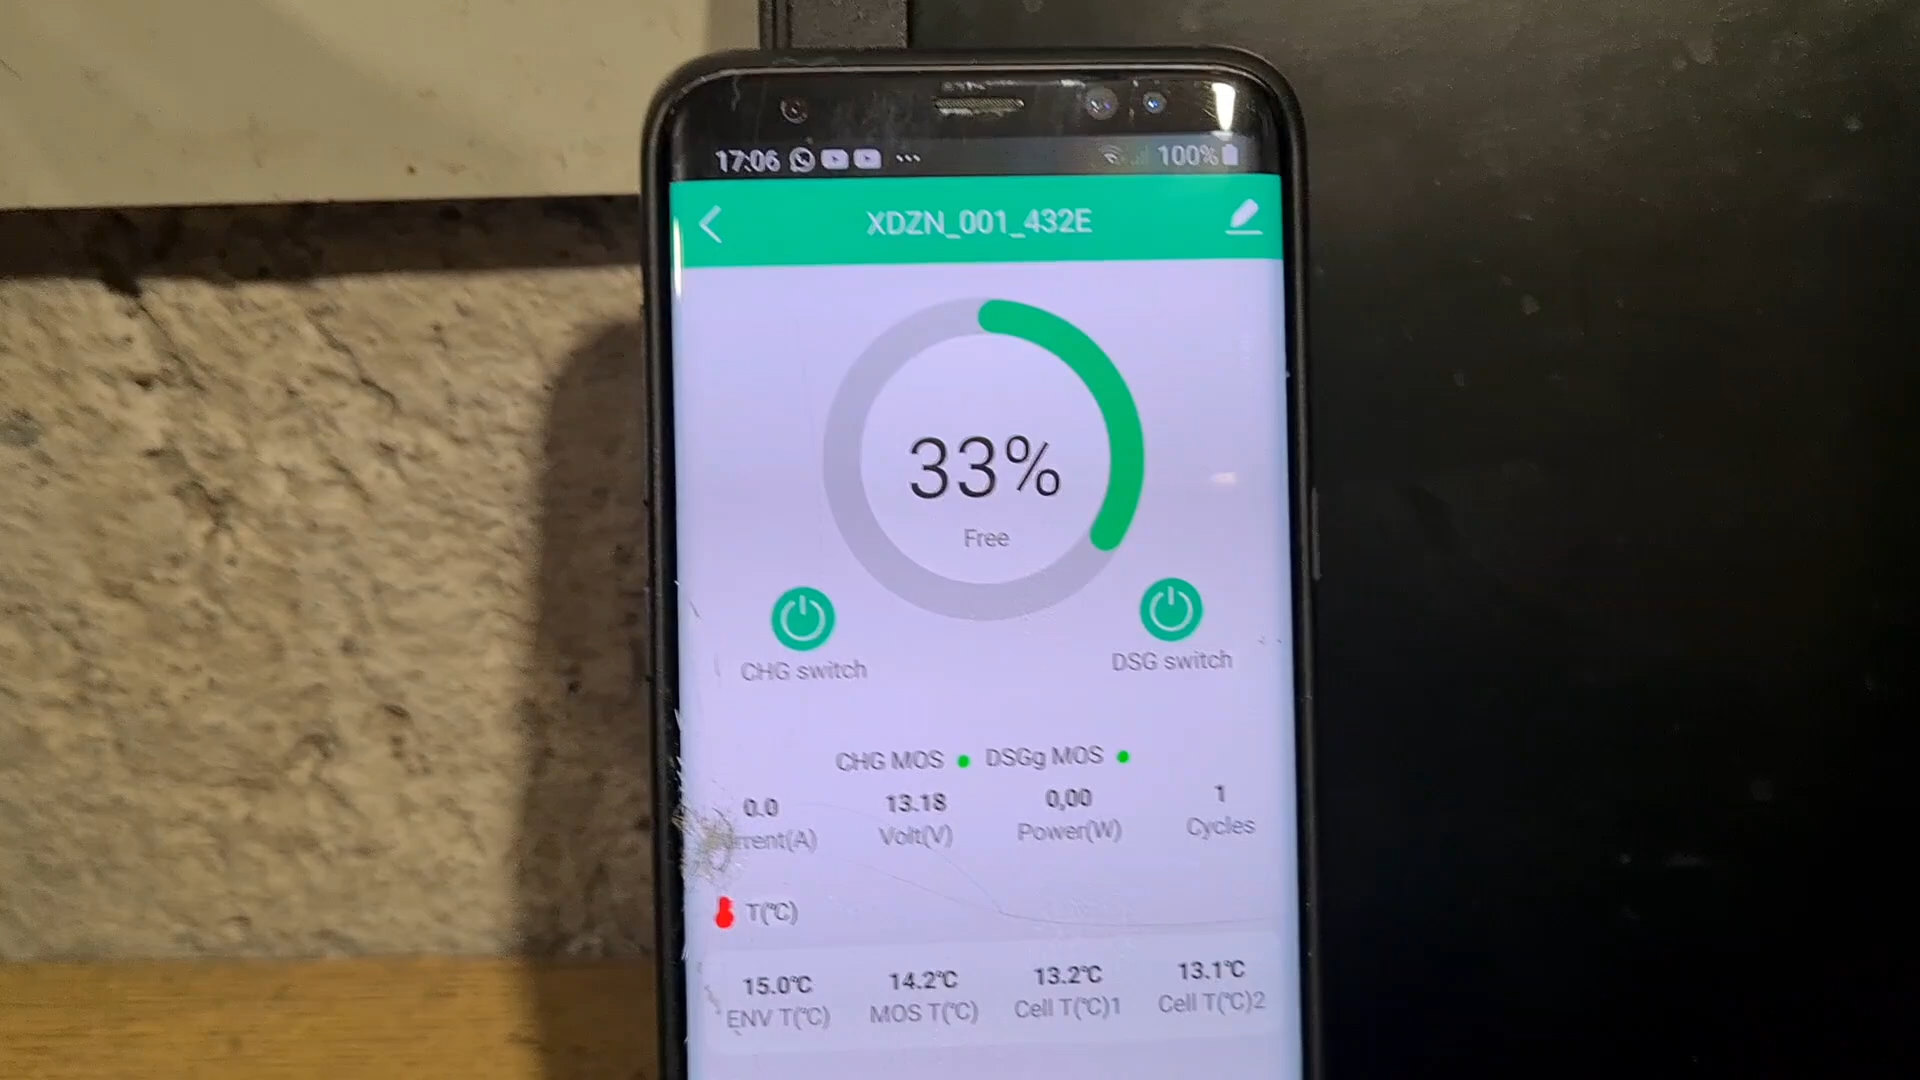 17:06 ... 100%
XDZN_001_432E
33%
Free
CHG switch DSG switch
CHG MOS DSGg MOS
0.0 13.18 0,00 1
rrent(A) Volt(V) Power(W) Cycles
T(℃)
15.0℃ 14.2℃ 13.2℃ 13.1℃
ENV T(℃) MOS T(℃) Cell T(℃)1 Cell T(℃)2